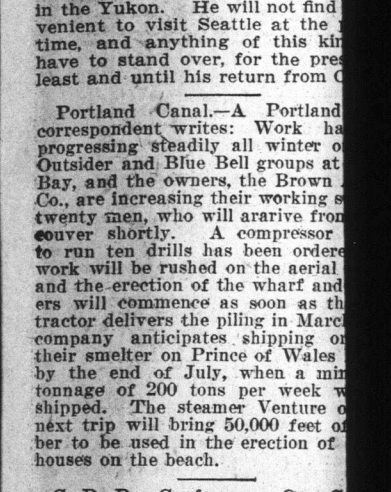 in the Yukon. He will not find
venient to visit Seattle at the
time, and anything of this kin
have to stand over, for the pres
least and until his return from C
Portland Canal.—A Portland
correspondent writes: Work ha
progressing steadily all winter o
Outsider and Blue Bell groups at
Bay, and the owners, the Brown
Co., are increasing their working s
twenty men, who will ararive from
couver shortly. A compressor
to run ten drills has been ordere
work will be rushed on the aerial
and the erection of the wharf and
ers will commence as soon as th
tractor delivers the piling in Marc
company anticipates shipping or
their smelter on Prince of Wales
by the end of July, when a min
tonnage of 200 tons per week w
shipped. The steamer Venture o
next trip will bring 50,000 feet of
ber to be used in the erection of
houses on the beach.